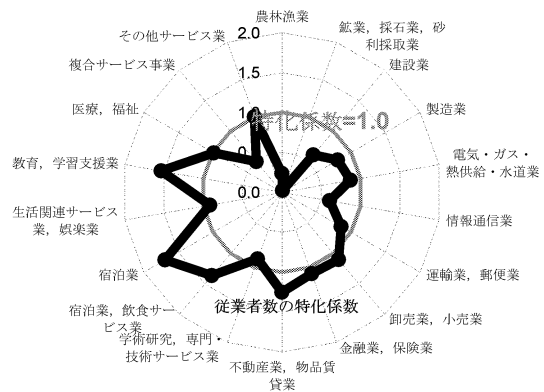 農林漁業
鉱業，採石業，砂
利採取業
建設業
製造業
電気・ガス・
熱供給・水道業
情報通信業
運輸業，郵便業
卸売業，小売業
金融業，保険業
不動産業，物品賃
貸業
学術研究，専門・
技術サービス業
宿泊業，飲食サー
ビス業
宿泊業
生活関連サービス
業，娯楽業
教育，学習支援業
医療，福祉
複合サービス事業
その他サービス業
2.0
1.5
1.0
0.0
特化係数=1.0
従業者数の特化係数